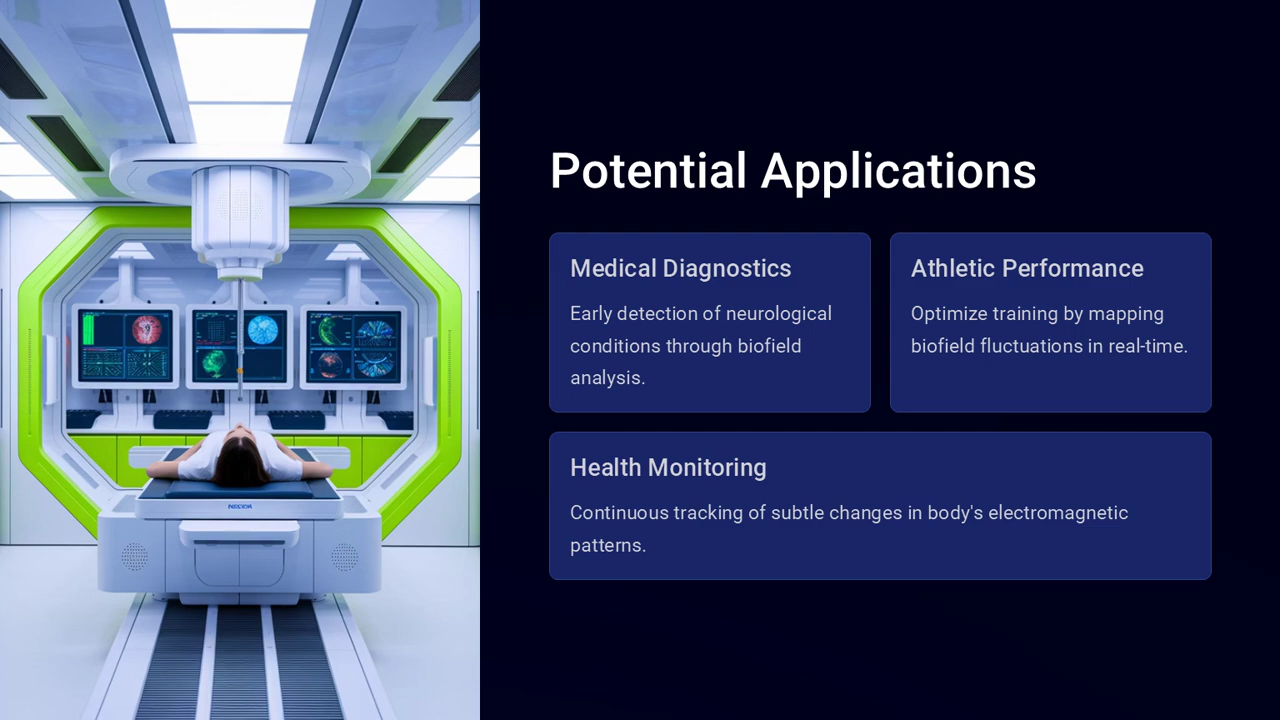 Potential Applications
Medical Diagnostics
Early detection of neurological
conditions through biofield
analysis.
Athletic Performance
Optimize training by mapping
biofield fluctuations in real-time.
Health Monitoring
Continuous tracking of subtle changes in body's electromagnetic
patterns.